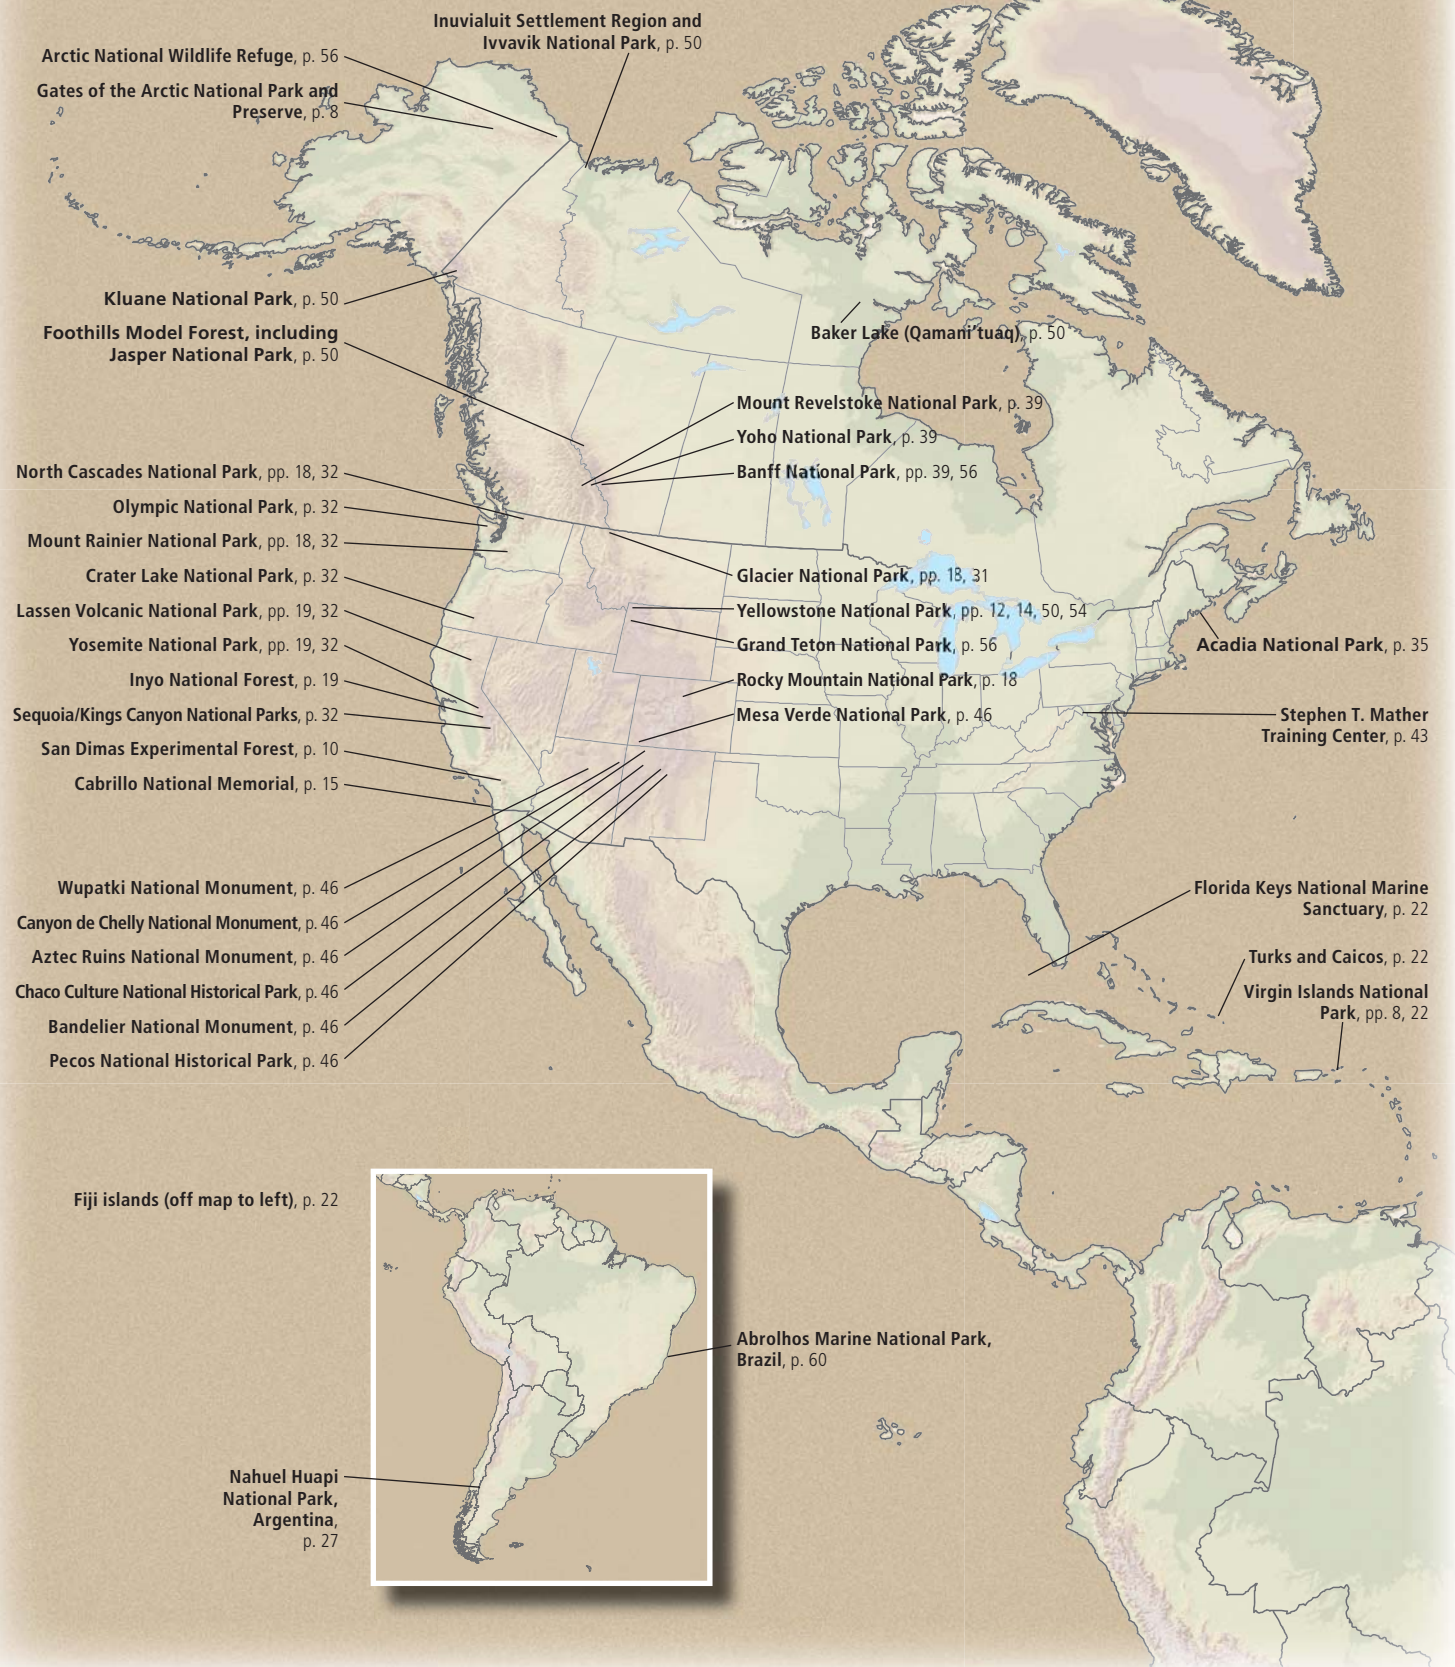 Inuvialuit Settlement Region and
Ivvavik National Park, p. 50
Arctic National Wildlife Refuge, p. 56
Gates of the Arctic National Park and
Preserve, p. 8
Kluane National Park, p. 50
Foothills Model Forest, including
Jasper National Park, p. 50
Baker Lake (Qamani'tuaq), p. 50
Mount Revelstoke National Park, p. 39
Yoho National Park, p. 39
Banff National Park, pp. 39, 56
North Cascades National Park, pp. 18, 32
Olympic National Park, p. 32
Mount Rainier National Park, pp. 18, 32
Crater Lake National Park, p. 32
Lassen Volcanic National Park, pp. 19, 32
Yosemite National Park, pp. 19, 32
Inyo National Forest, p. 19
Sequoia/Kings Canyon National Parks, p. 32
San Dimas Experimental Forest, p. 10
Cabrillo National Memorial, p. 15
Glacier National Park, pp. 18, 31
Yellowstone National Park, pp. 12, 14, 50, 54
Grand Teton National Park, p. 56
Rocky Mountain National Park, p. 18
Mesa Verde National Park, p. 46
Acadia National Park, p. 35
Stephen T. Mather
Training Center, p. 43
Wupatki National Monument, p. 46
Canyon de Chelly National Monument, p. 46
Aztec Ruins National Monument, p. 46
Chaco Culture National Historical Park, p. 46
Bandelier National Monument, p. 46
Pecos National Historical Park, p. 46
Florida Keys National Marine
Sanctuary, p. 22
Turks and Caicos, p. 22
Virgin Islands National
Park, pp. 8, 22
Fiji islands (off map to left), p. 22
Abrolhos Marine National Park,
Brazil, p. 60
Nahuel Huapi
National Park,
Argentina,
p. 27